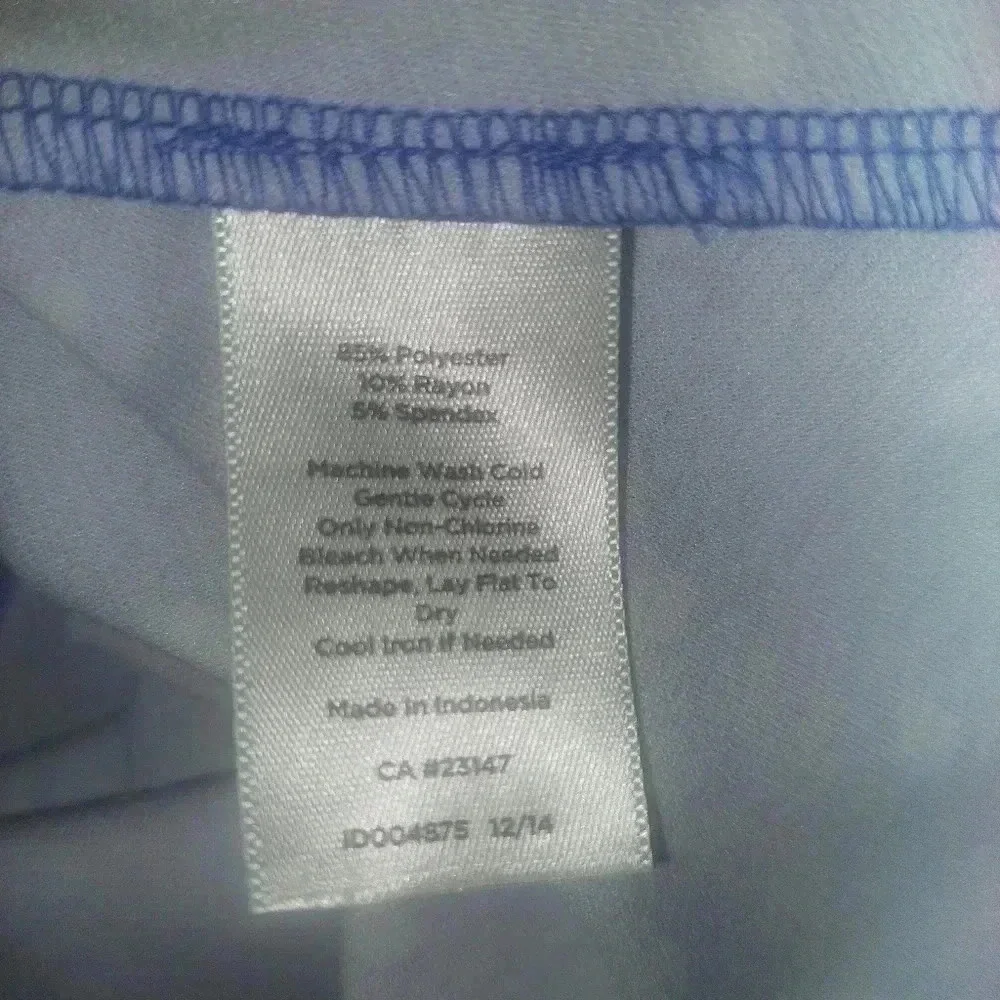 85% Polyester
10% Rayon
5% Spandex
Machine Wash Cold
Gentle Cycle
Only Non-Chlorine
Bleach When Needed
Reshape, Lay Flat To
Dry
Cool Iron If Needed
Made In Indonesia
CA #23147
ID004875 12/14